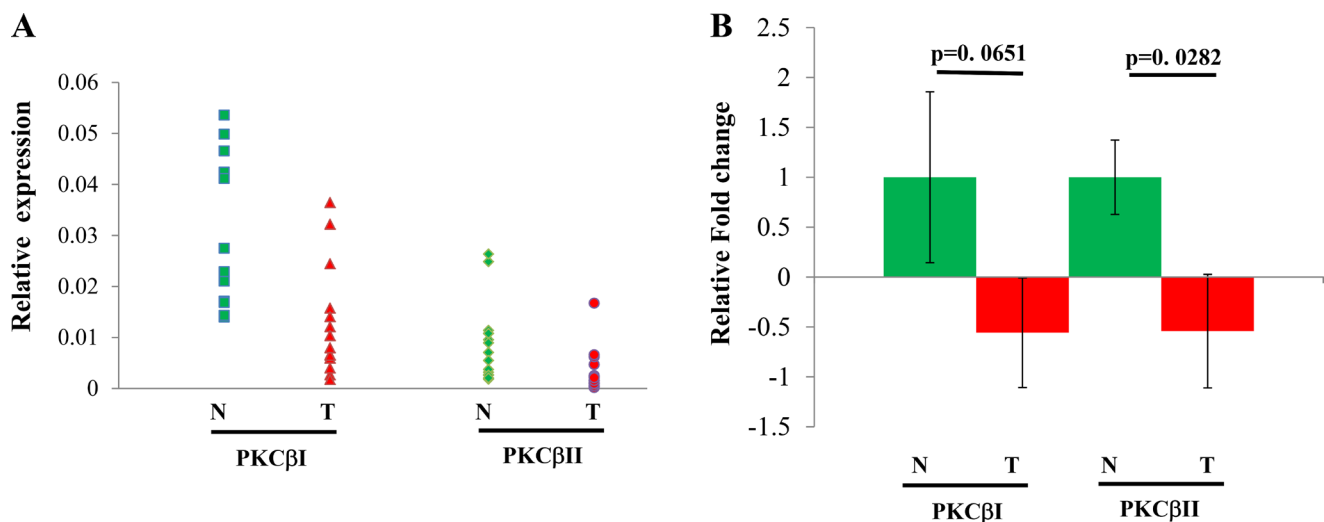 A
Relative expression
0.06
0.05
0.04
0.03
0.02
0.01
0
N T N T
PKCβI PKCβII
B
Relative Fold change
2.5
2
1.5
1
0.5
0
-0.5
-1
-1.5
p=0. 0651 p=0. 0282
N T N T
PKCβI PKCβII